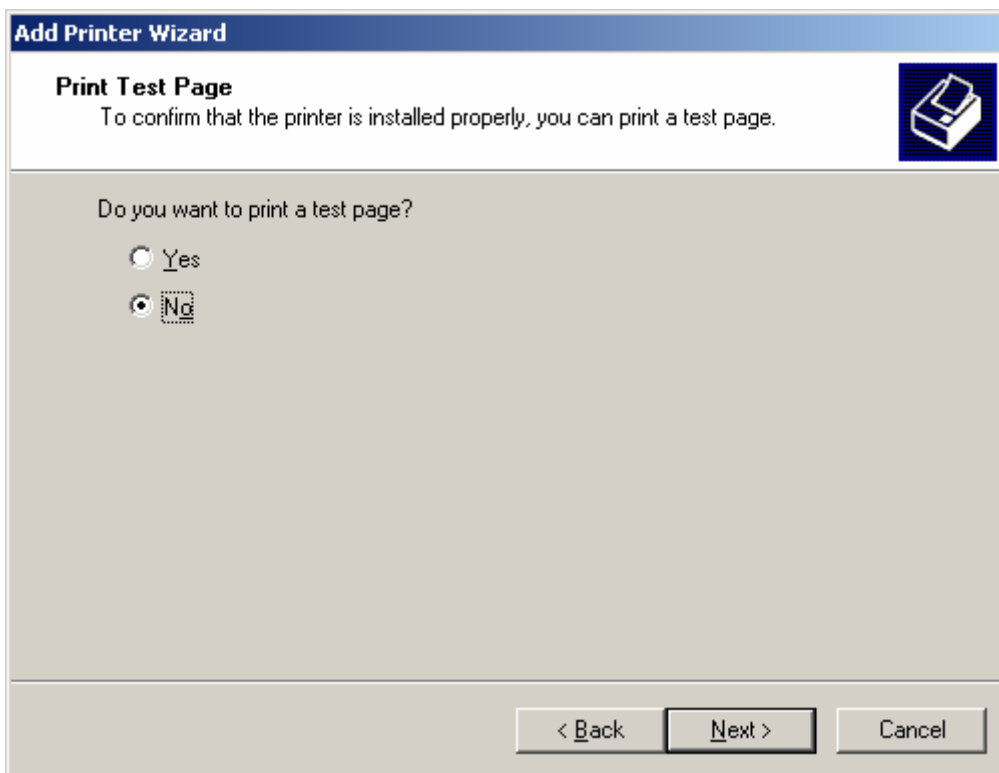 Add Printer Wizard
Print Test Page
To confirm that the printer is installed properly, you can print a test page.
Do you want to print a test page?
Yes
No
< Back Next > Cancel